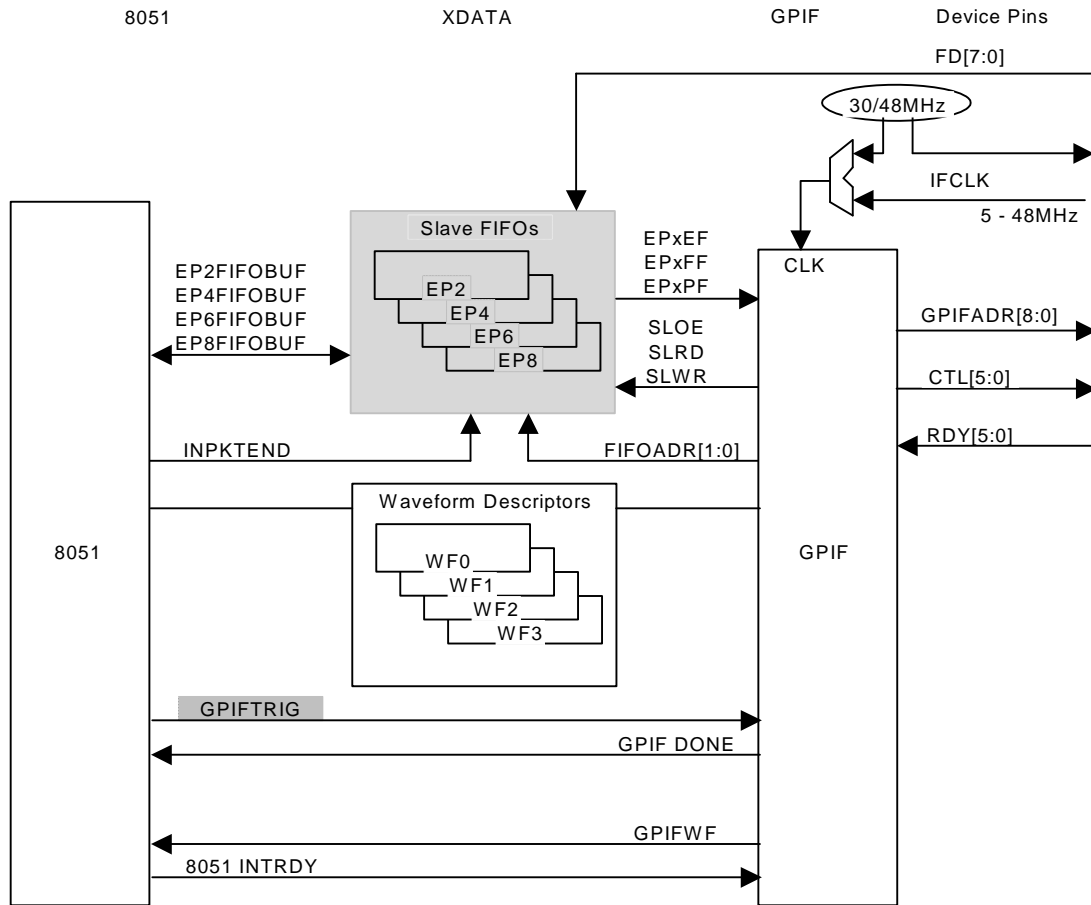 8051 XDATA GPIF Device Pins
FD[7:0]
30/48MHz
IFCLK
5 - 48MHz
Slave FIFOs
EP2
EP4
EP6
EP8
EP2FIFOBUF
EP4FIFOBUF
EP6FIFOBUF
EP8FIFOBUF
EPxEF
EPxFF
EPxPF
SLOE
SLRD
SLWR
CLK
GPIFADR[8:0]
CTL[5:0]
RDY[5:0]
INPKTEND
FIFOADR[1:0]
Waveform Descriptors
WF0
WF1
WF2
WF3
8051
GPIF
GPIFTRIG
GPIF DONE
GPIFWF
8051 INTRDY